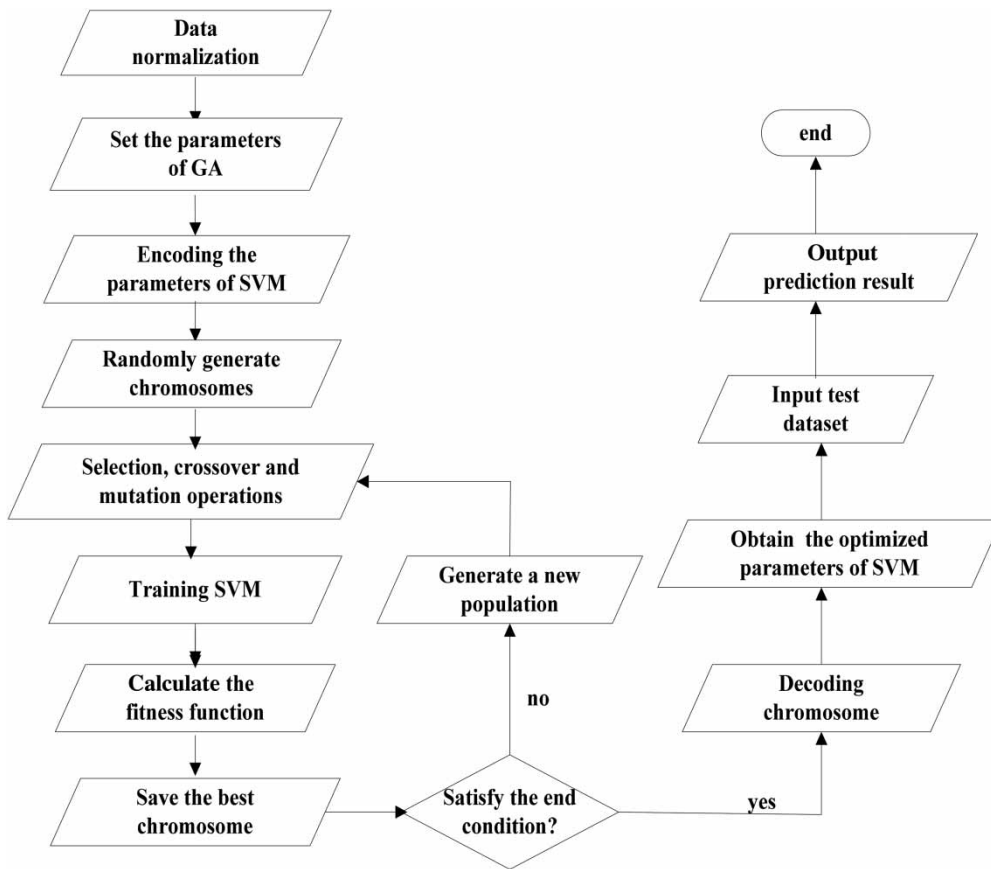 Data
normalization
Set the parameters
of GA
Encoding the
parameters of SVM
Randomly generate
chromosomes
Selection, crossover and
mutation operations
Training SVM
Calculate the
fitness function
Save the best
chromosome
Satisfy the end
condition?
no
Generate a new
population
yes
Decoding
chromosome
Obtain the optimized
parameters of SVM
Input test
dataset
Output
prediction result
end